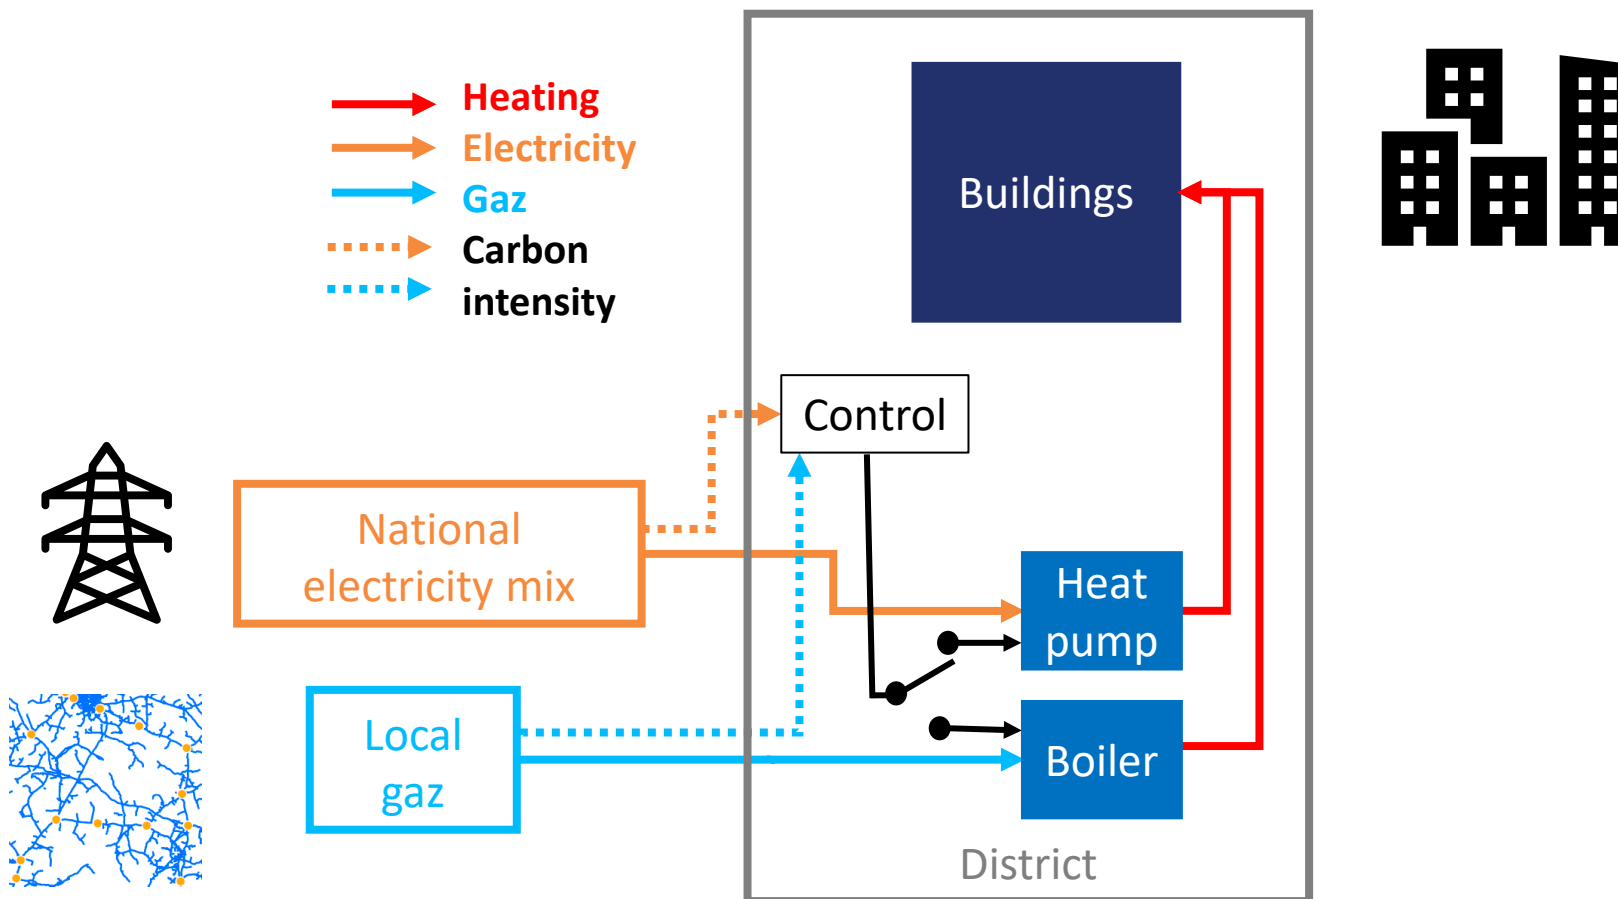 Heating
Electricity
Gaz
Carbon
intensity
Buildings
Control
National
electricity mix
Heat
pump
Local
gaz
Boiler
District